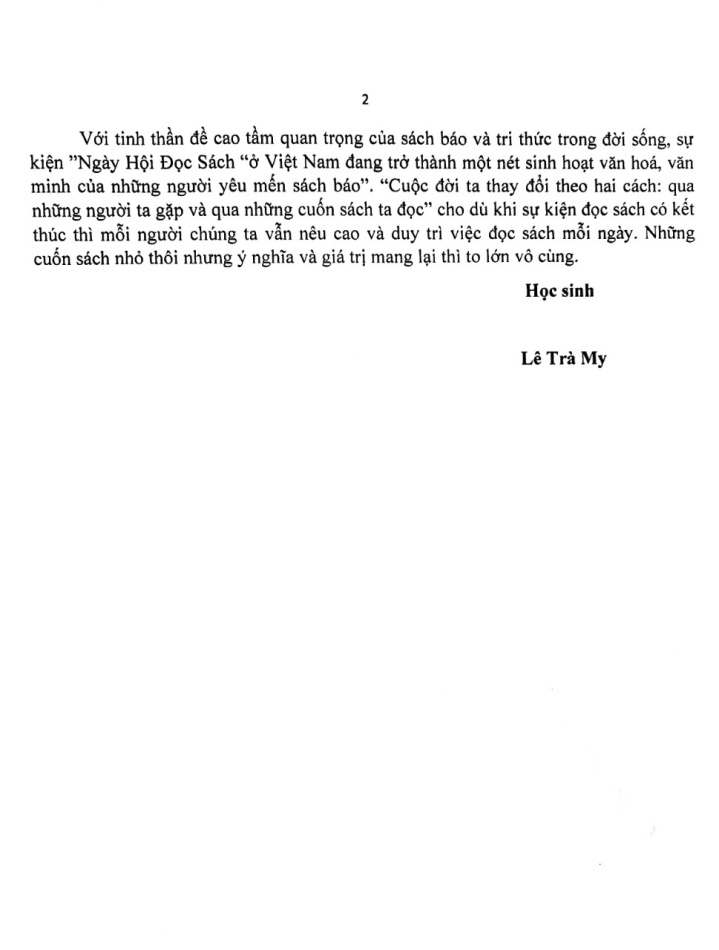 2
Với tinh thần đề cao tầm quan trọng của sách báo và tri thức trong đời sống, sự
kiện ”Ngày Hội Đọc Sách “ở Việt Nam đang trở thành một nét sinh hoạt văn hoá, văn
minh của những người yêu mến sách báo”. “Cuộc đời ta thay đổi theo hai cách: qua
những người ta gặp và qua những cuốn sách ta đọc” cho dù khi sự kiện đọc sách có kết
thúc thì mỗi người chúng ta vẫn nêu cao và duy trì việc đọc sách mỗi ngày. Những
cuốn sách nhỏ thôi nhưng ý nghĩa và giá trị mang lại thì to lớn vô cùng.
Học sinh
Lê Trà My